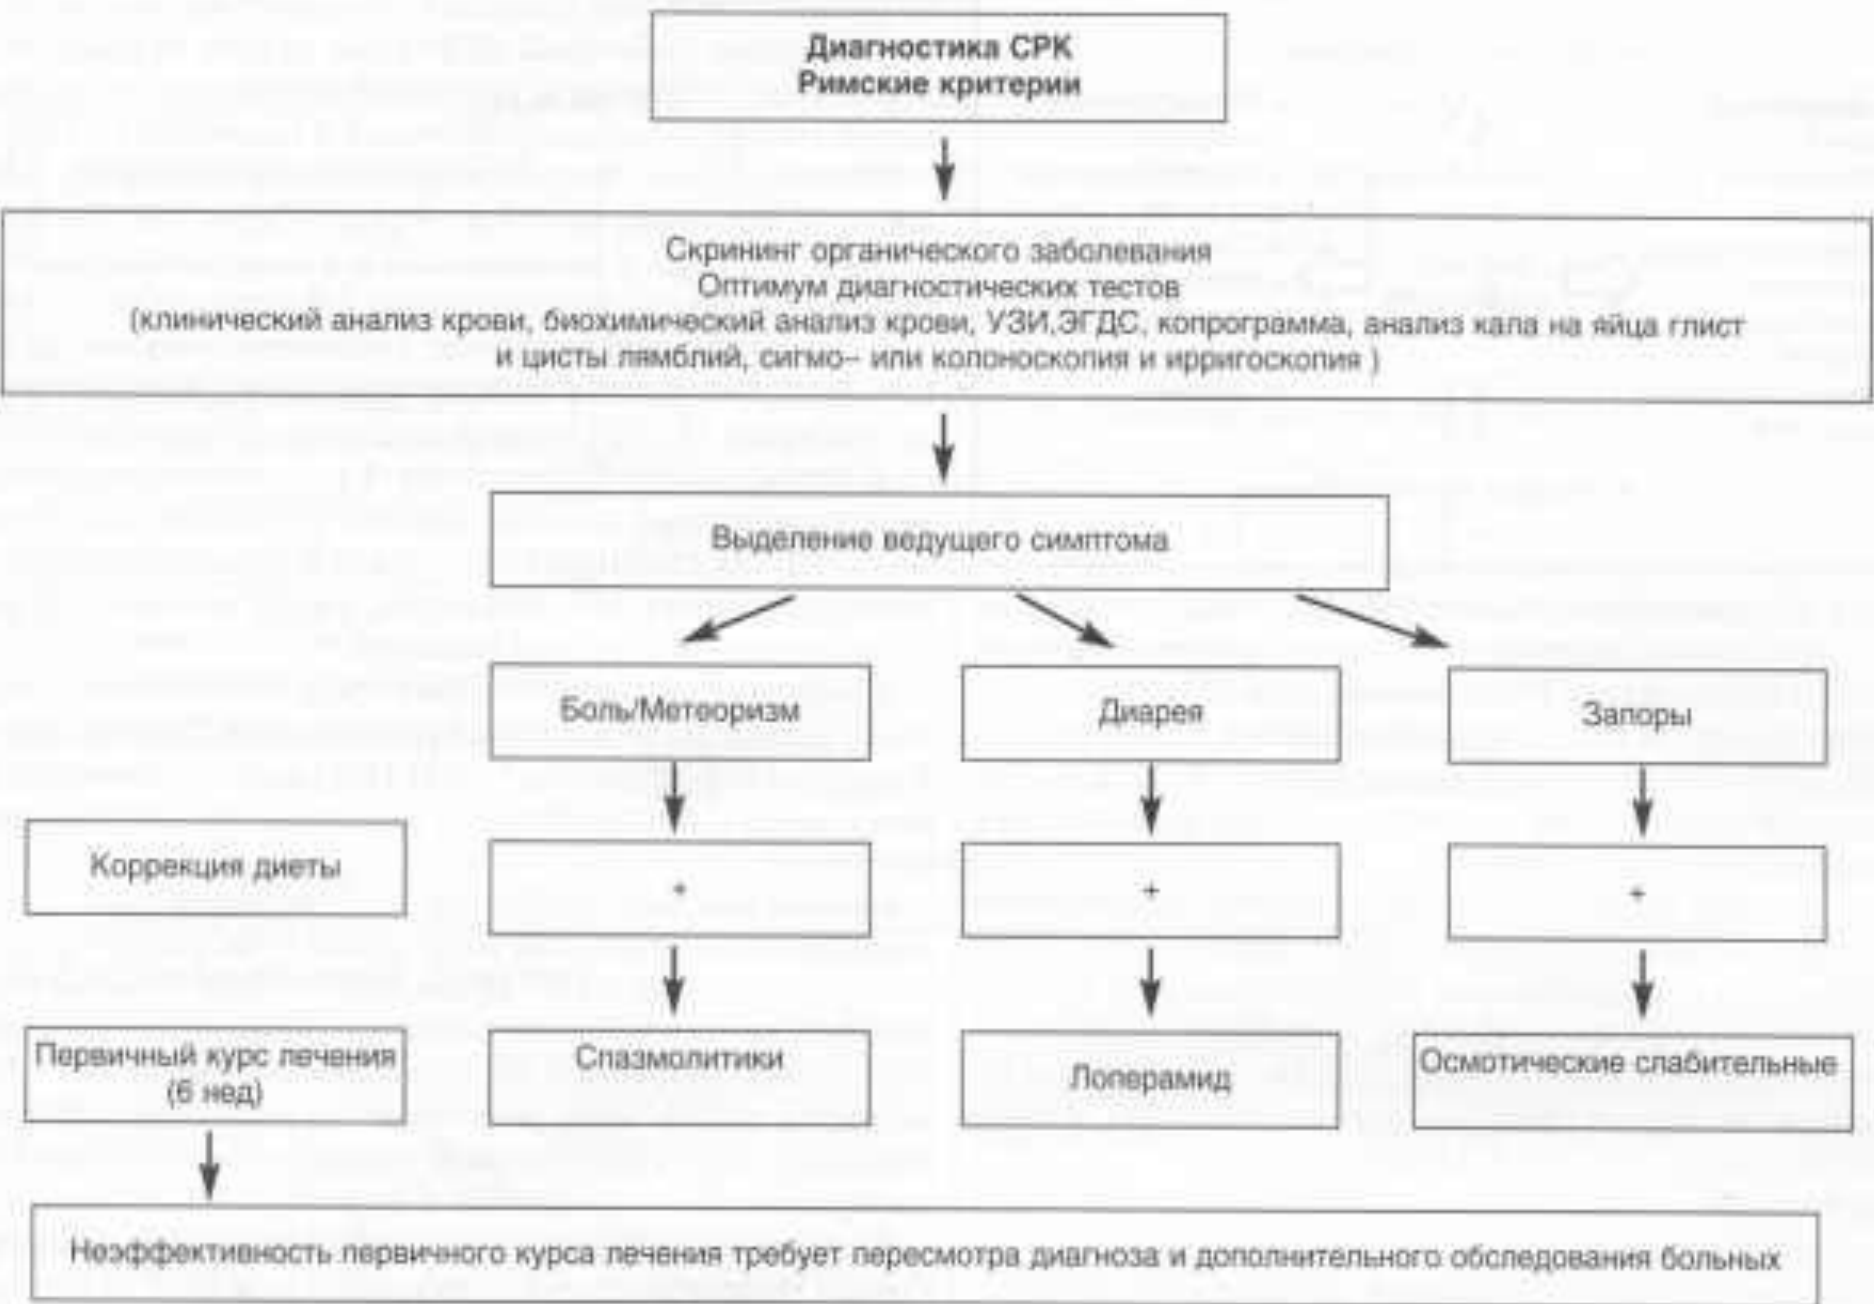 Диагностика СРК
Римские критерии
Скрининг органического заболевания
Оптимум диагностических тестов
(клинический анализ крови, биохимический анализ крови, УЗИ,ЭГДС, копрограмма, анализ кала на яйца глист
и цисты лямблий, сигмо– или колоноскопия и ирригоскопия )
Выделение ведущего симптома
Боль/Метеоризм
Диарея
Запоры
Коррекция диеты
+
+
+
Первичный курс лечения
(6 нед)
Спазмолитики
Лоперамид
Осмотические слабительные
Неэффективность первичного курса лечения требует пересмотра диагноза и дополнительного обследования больных